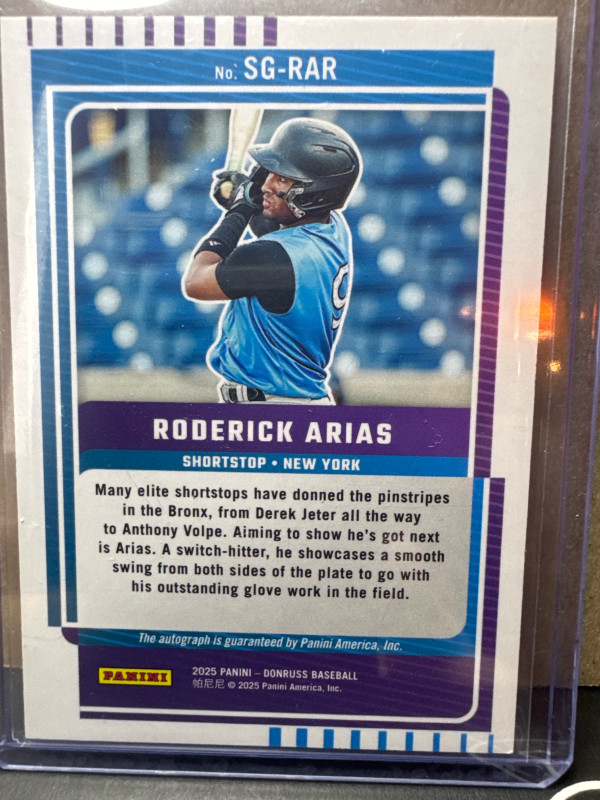 No. SG-RAR
9
RODERICK ARIAS
SHORTSTOP • NEW YORK
Many elite shortstops have donned the pinstripes
in the Bronx, from Derek Jeter all the way
to Anthony Volpe. Aiming to show he's got next
is Arias. A switch-hitter, he showcases a smooth
swing from both sides of the plate to go with
his outstanding glove work in the field.
The autograph is guaranteed by Panini America, Inc.
PANINI
2025 PANINI – DONRUSS BASEBALL
帕尼尼 © 2025 Panini America, Inc.